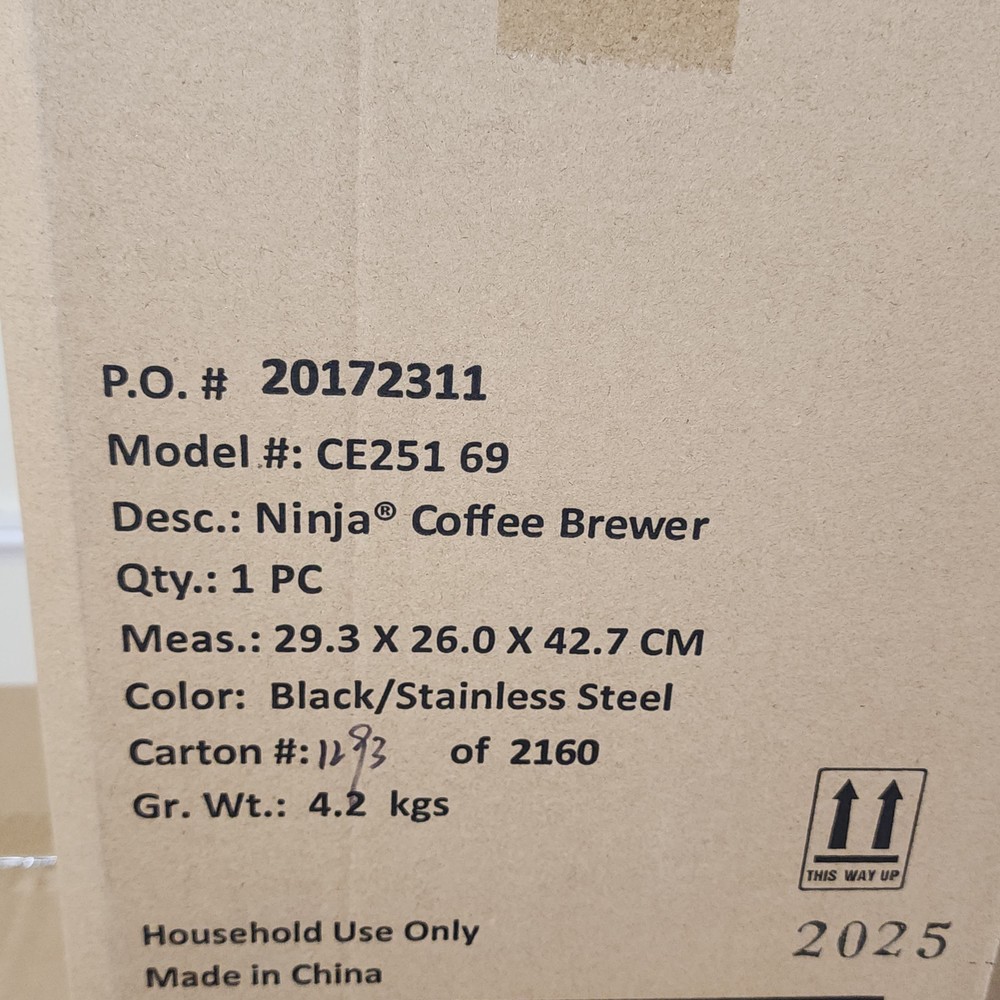 P.O. # 20172311
Model #: CE251 69
Desc.: Ninja® Coffee Brewer
Qty.: 1 PC
Meas.: 29.3 X 26.0 X 42.7 CM
Color: Black/Stainless Steel
Carton #: 1293 of 2160
Gr. Wt.: 4.2 kgs
THIS WAY UP
Household Use Only
2025
Made in China